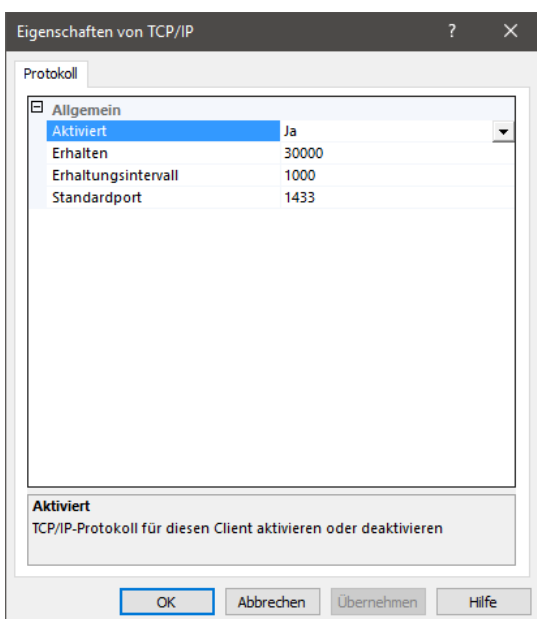 Eigenschaften von TCP/IP
Protokoll
Allgemein
Aktiviert Ja
Erhalten 30000
Erhaltungsintervall 1000
Standardport 1433
Aktiviert
TCP/IP-Protokoll für diesen Client aktivieren oder deaktivieren
OK Abbrechen Übernehmen Hilfe